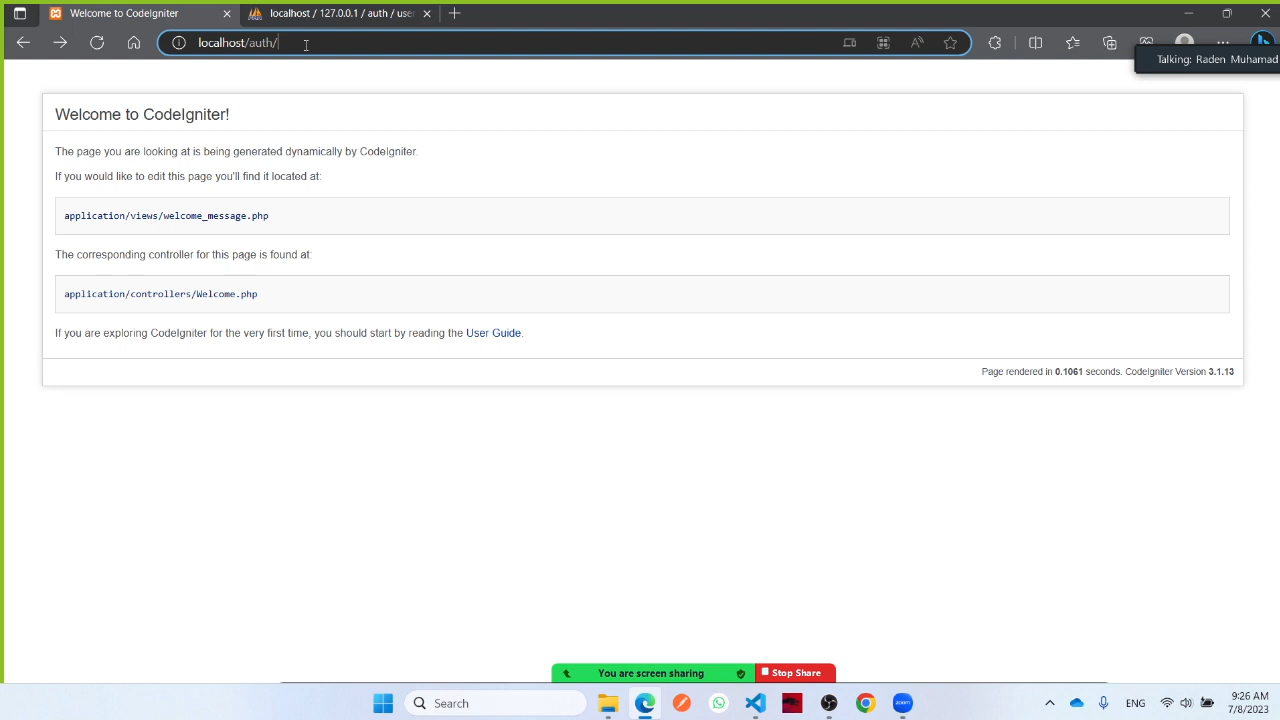 Welcome to CodeIgniter
localhost / 127.0.0.1 / auth / use
localhost/auth/
Talking: Raden Muhamad
Welcome to CodeIgniter!
The page you are looking at is being generated dynamically by CodeIgniter.
If you would like to edit this page you'll find it located at:
application/views/welcome_message.php
The corresponding controller for this page is found at:
application/controllers/Welcome.php
If you are exploring CodeIgniter for the very first time, you should start by reading the User Guide.
Page rendered in 0.1061 seconds. CodeIgniter Version 3.1.13
You are screen sharing
Stop Share
Search
zoom
ENG
9:26 AM
7/8/2023